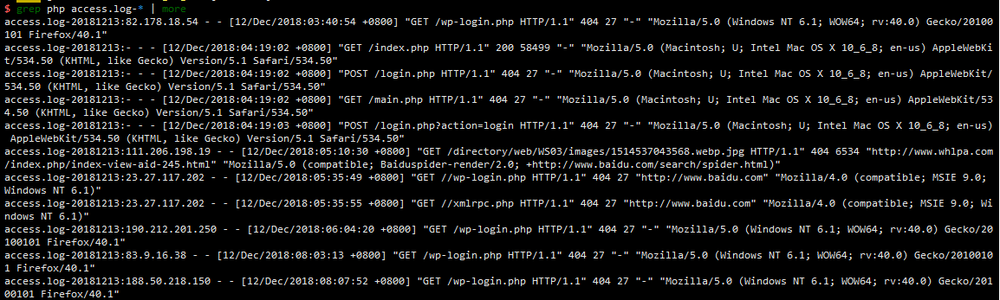 $ grep php access.log-* | more
access.log-20181213:82.178.18.54 - - [12/Dec/2018:03:40:54 +0800] "GET /wp-login.php HTTP/1.1" 404 27 "-" "Mozilla/5.0 (Windows NT 6.1; WOW64; rv:40.0) Gecko/20100
101 Firefox/40.1"
access.log-20181213:- - - [12/Dec/2018:04:19:02 +0800] "GET /index.php HTTP/1.1" 200 58499 "-" "Mozilla/5.0 (Macintosh; U; Intel Mac OS X 10_6_8; en-us) AppleWebKi
t/534.50 (KHTML, like Gecko) Version/5.1 Safari/534.50"
access.log-20181213:- - - [12/Dec/2018:04:19:02 +0800] "POST /login.php HTTP/1.1" 404 27 "-" "Mozilla/5.0 (Macintosh; U; Intel Mac OS X 10_6_8; en-us) AppleWebKit/
534.50 (KHTML, like Gecko) Version/5.1 Safari/534.50"
access.log-20181213:- - - [12/Dec/2018:04:19:02 +0800] "GET /main.php HTTP/1.1" 404 27 "-" "Mozilla/5.0 (Macintosh; U; Intel Mac OS X 10_6_8; en-us) AppleWebKit/53
4.50 (KHTML, like Gecko) Version/5.1 Safari/534.50"
access.log-20181213:- - - [12/Dec/2018:04:19:03 +0800] "POST /login.php?action=login HTTP/1.1" 404 27 "-" "Mozilla/5.0 (Macintosh; U; Intel Mac OS X 10_6_8; en-us)
 AppleWebKit/534.50 (KHTML, like Gecko) Version/5.1 Safari/534.50"
access.log-20181213:111.206.198.19 - - [12/Dec/2018:05:10:30 +0800] "GET /directory/web/WS03/images/1514537043568.webp.jpg HTTP/1.1" 404 6534 "http://www.whlpa.com
/index.php/index-view-aid-245.html" "Mozilla/5.0 (compatible; Baiduspider-render/2.0; +http://www.baidu.com/search/spider.html)"
access.log-20181213:23.27.117.202 - - [12/Dec/2018:05:35:49 +0800] "GET //wp-login.php HTTP/1.1" 404 27 "http://www.baidu.com" "Mozilla/4.0 (compatible; MSIE 9.0;
Windows NT 6.1)"
access.log-20181213:23.27.117.202 - - [12/Dec/2018:05:35:55 +0800] "GET //xmlrpc.php HTTP/1.1" 404 27 "http://www.baidu.com" "Mozilla/4.0 (compatible; MSIE 9.0; Wi
ndows NT 6.1)"
access.log-20181213:190.212.201.250 - - [12/Dec/2018:06:04:20 +0800] "GET /wp-login.php HTTP/1.1" 404 27 "-" "Mozilla/5.0 (Windows NT 6.1; WOW64; rv:40.0) Gecko/20
100101 Firefox/40.1"
access.log-20181213:83.9.16.38 - - [12/Dec/2018:08:03:13 +0800] "GET /wp-login.php HTTP/1.1" 404 27 "-" "Mozilla/5.0 (Windows NT 6.1; WOW64; rv:40.0) Gecko/2010010
1 Firefox/40.1"
access.log-20181213:188.50.218.150 - - [12/Dec/2018:08:07:52 +0800] "GET /wp-login.php HTTP/1.1" 404 27 "-" "Mozilla/5.0 (Windows NT 6.1; WOW64; rv:40.0) Gecko/201
00101 Firefox/40.1"